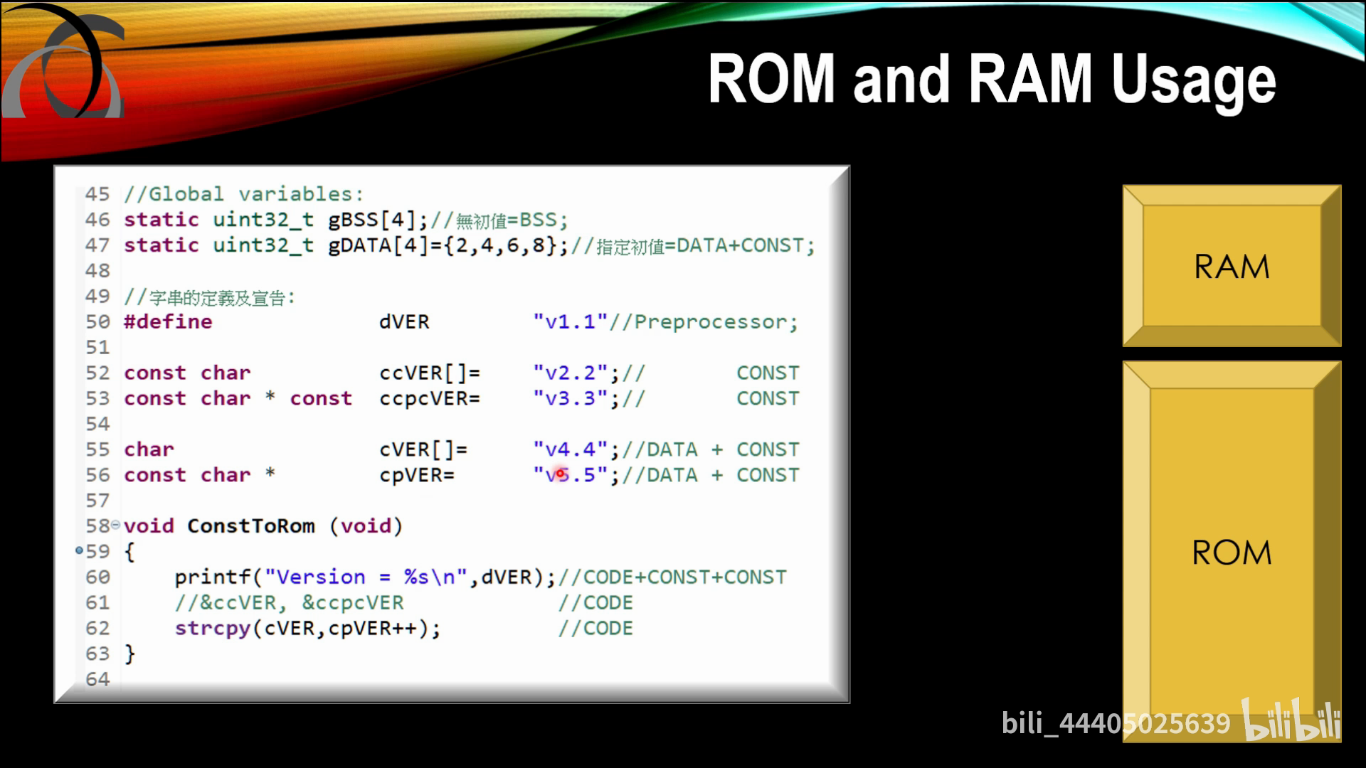 ROM and RAM Usage
45 //Global variables:
46 static uint32_t gBSS[4];//無初值=BSS;
47 static uint32_t gDATA[4]={2,4,6,8};//指定初值=DATA+CONST;
48
49 //字串的定義及宣告:
50 #define dVER "v1.1"//Preprocessor;
51
52 const char ccVER[]= "v2.2";// CONST
53 const char * const ccpcVER= "v3.3";// CONST
54
55 char cVER[]= "v4.4";//DATA + CONST
56 const char * cpVER= "v5.5";//DATA + CONST
57
58 void ConstToRom (void)
59 {
60 printf("Version = %s\n",dVER);//CODE+CONST+CONST
61 //&ccVER, &ccpcVER //CODE
62 strcpy(cVER,cpVER++); //CODE
63 }
64
RAM
ROM
bili_44405025639 bilibili